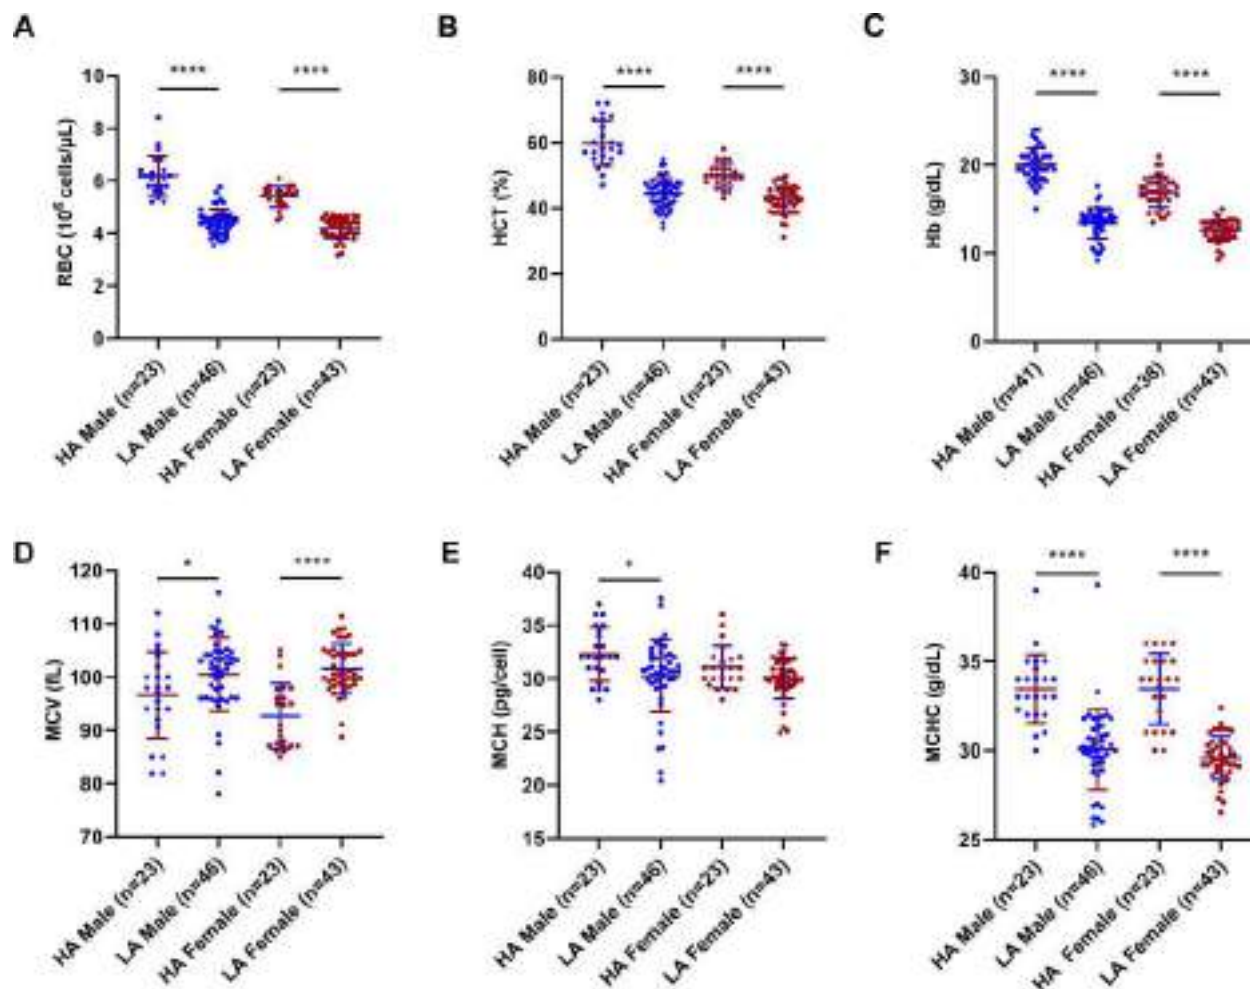 A
B
C
**** ****
**** ****
**** ****
RBC (10⁶ cells/µL)
10
8
6
4
2
0
HCT (%)
80
60
40
20
0
Hb (g/dL)
30
20
10
0
HA Male (n=23)
LA Male (n=46)
HA Female (n=23)
LA Female (n=43)
HA Male (n=23)
LA Male (n=46)
HA Female (n=23)
LA Female (n=43)
HA Male (n=41)
LA Male (n=46)
LA Female (n=43)
D
E
F
* ****
*
**** ****
MCV (fL)
120
110
100
90
80
70
MCH (pg/cell)
40
35
30
25
20
15
MCHC (g/dL)
40
35
30
25
HA Male (n=23)
LA Male (n=46)
HA Female (n=23)
LA Female (n=43)
HA Male (n=23)
LA Male (n=46)
HA Female (n=23)
LA Female (n=43)
HA Male (n=23)
LA Male (n=46)
HA Female (n=23)
LA Female (n=43)